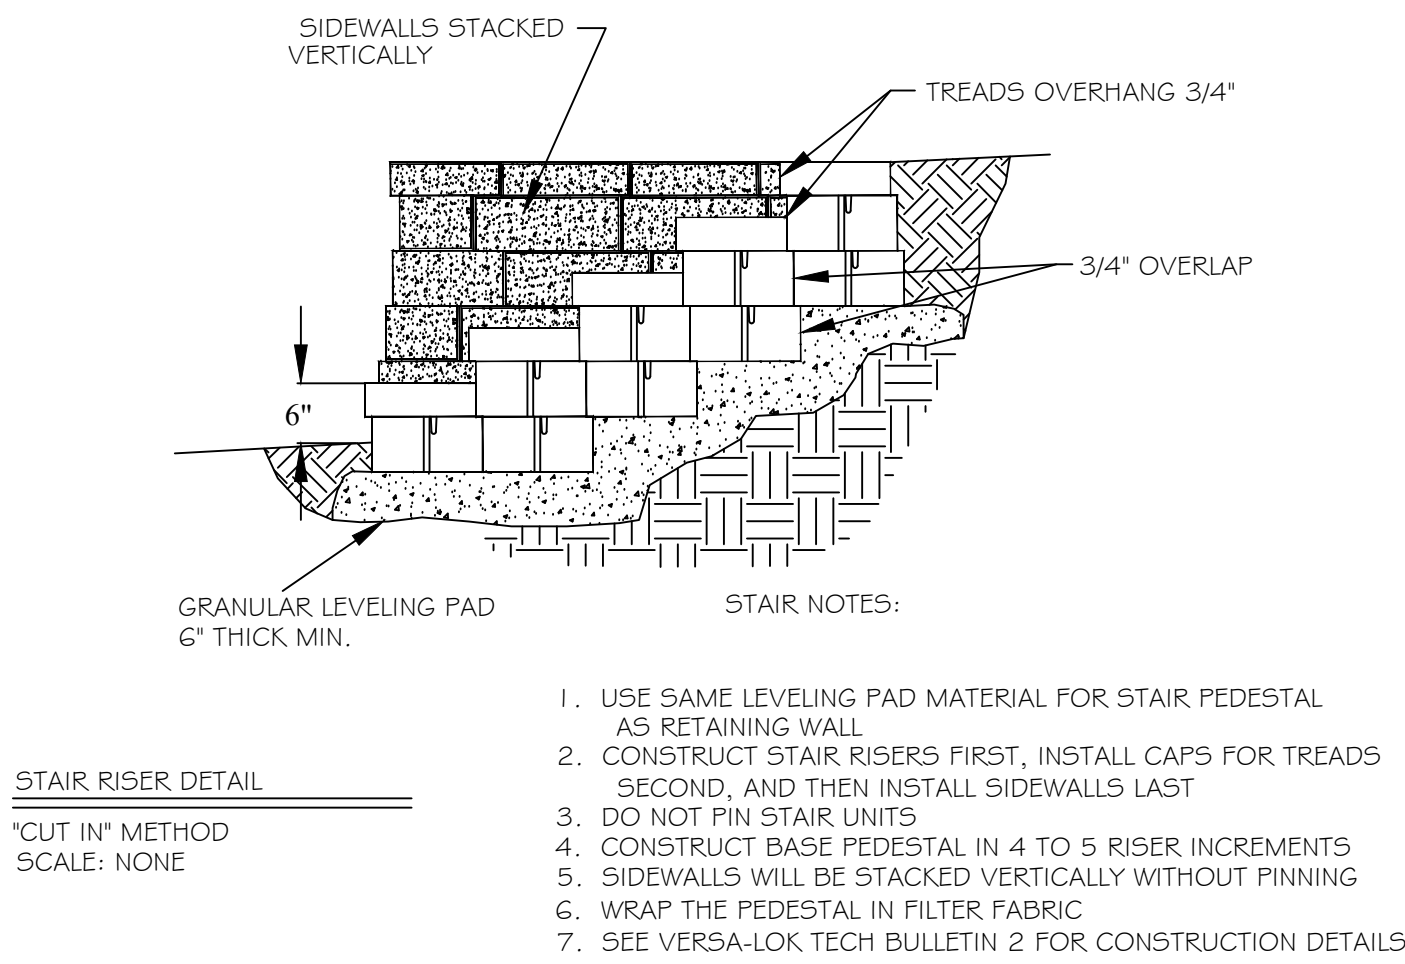 SIDEWALLS STACKED
VERTICALLY
TREADS OVERHANG 3/4"
3/4" OVERLAP
6"
GRANULAR LEVELING PAD
6" THICK MIN.
STAIR NOTES:
1. USE SAME LEVELING PAD MATERIAL FOR STAIR PEDESTAL
AS RETAINING WALL
2. CONSTRUCT STAIR RISERS FIRST, INSTALL CAPS FOR TREADS
SECOND, AND THEN INSTALL SIDEWALLS LAST
3. DO NOT PIN STAIR UNITS
4. CONSTRUCT BASE PEDESTAL IN 4 TO 5 RISER INCREMENTS
5. SIDEWALLS WILL BE STACKED VERTICALLY WITHOUT PINNING
6. WRAP THE PEDESTAL IN FILTER FABRIC
7. SEE VERSA-LOK TECH BULLETIN 2 FOR CONSTRUCTION DETAILS
STAIR RISER DETAIL
"CUT IN" METHOD
SCALE: NONE